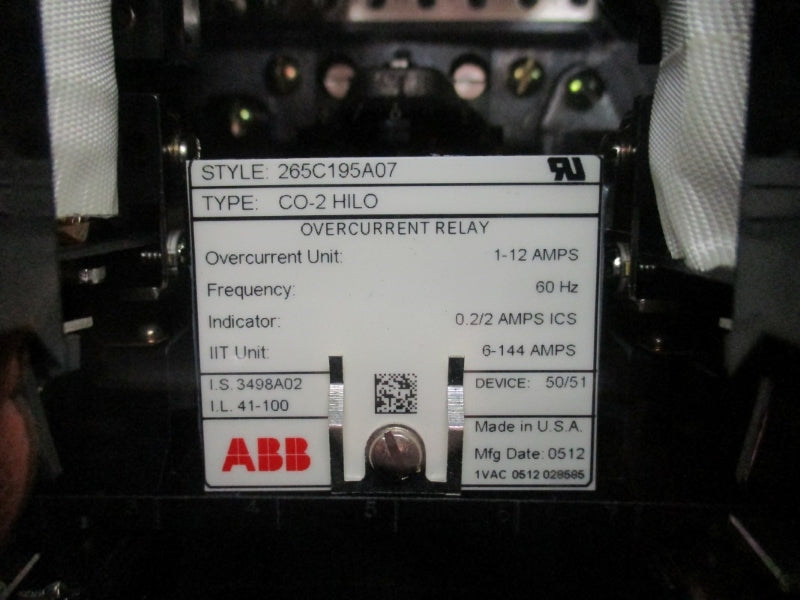 STYLE: 265C195A07
TYPE: CO-2 HILO
OVERCURRENT RELAY
Overcurrent Unit: 1-12 AMPS
Frequency: 60 Hz
Indicator: 0.2/2 AMPS ICS
IIT Unit: 6-144 AMPS
I.S. 3498A02
I.L. 41-100
DEVICE: 50/51
ABB
Made in U.S.A.
Mfg Date: 0512
1VAC 0512 028585